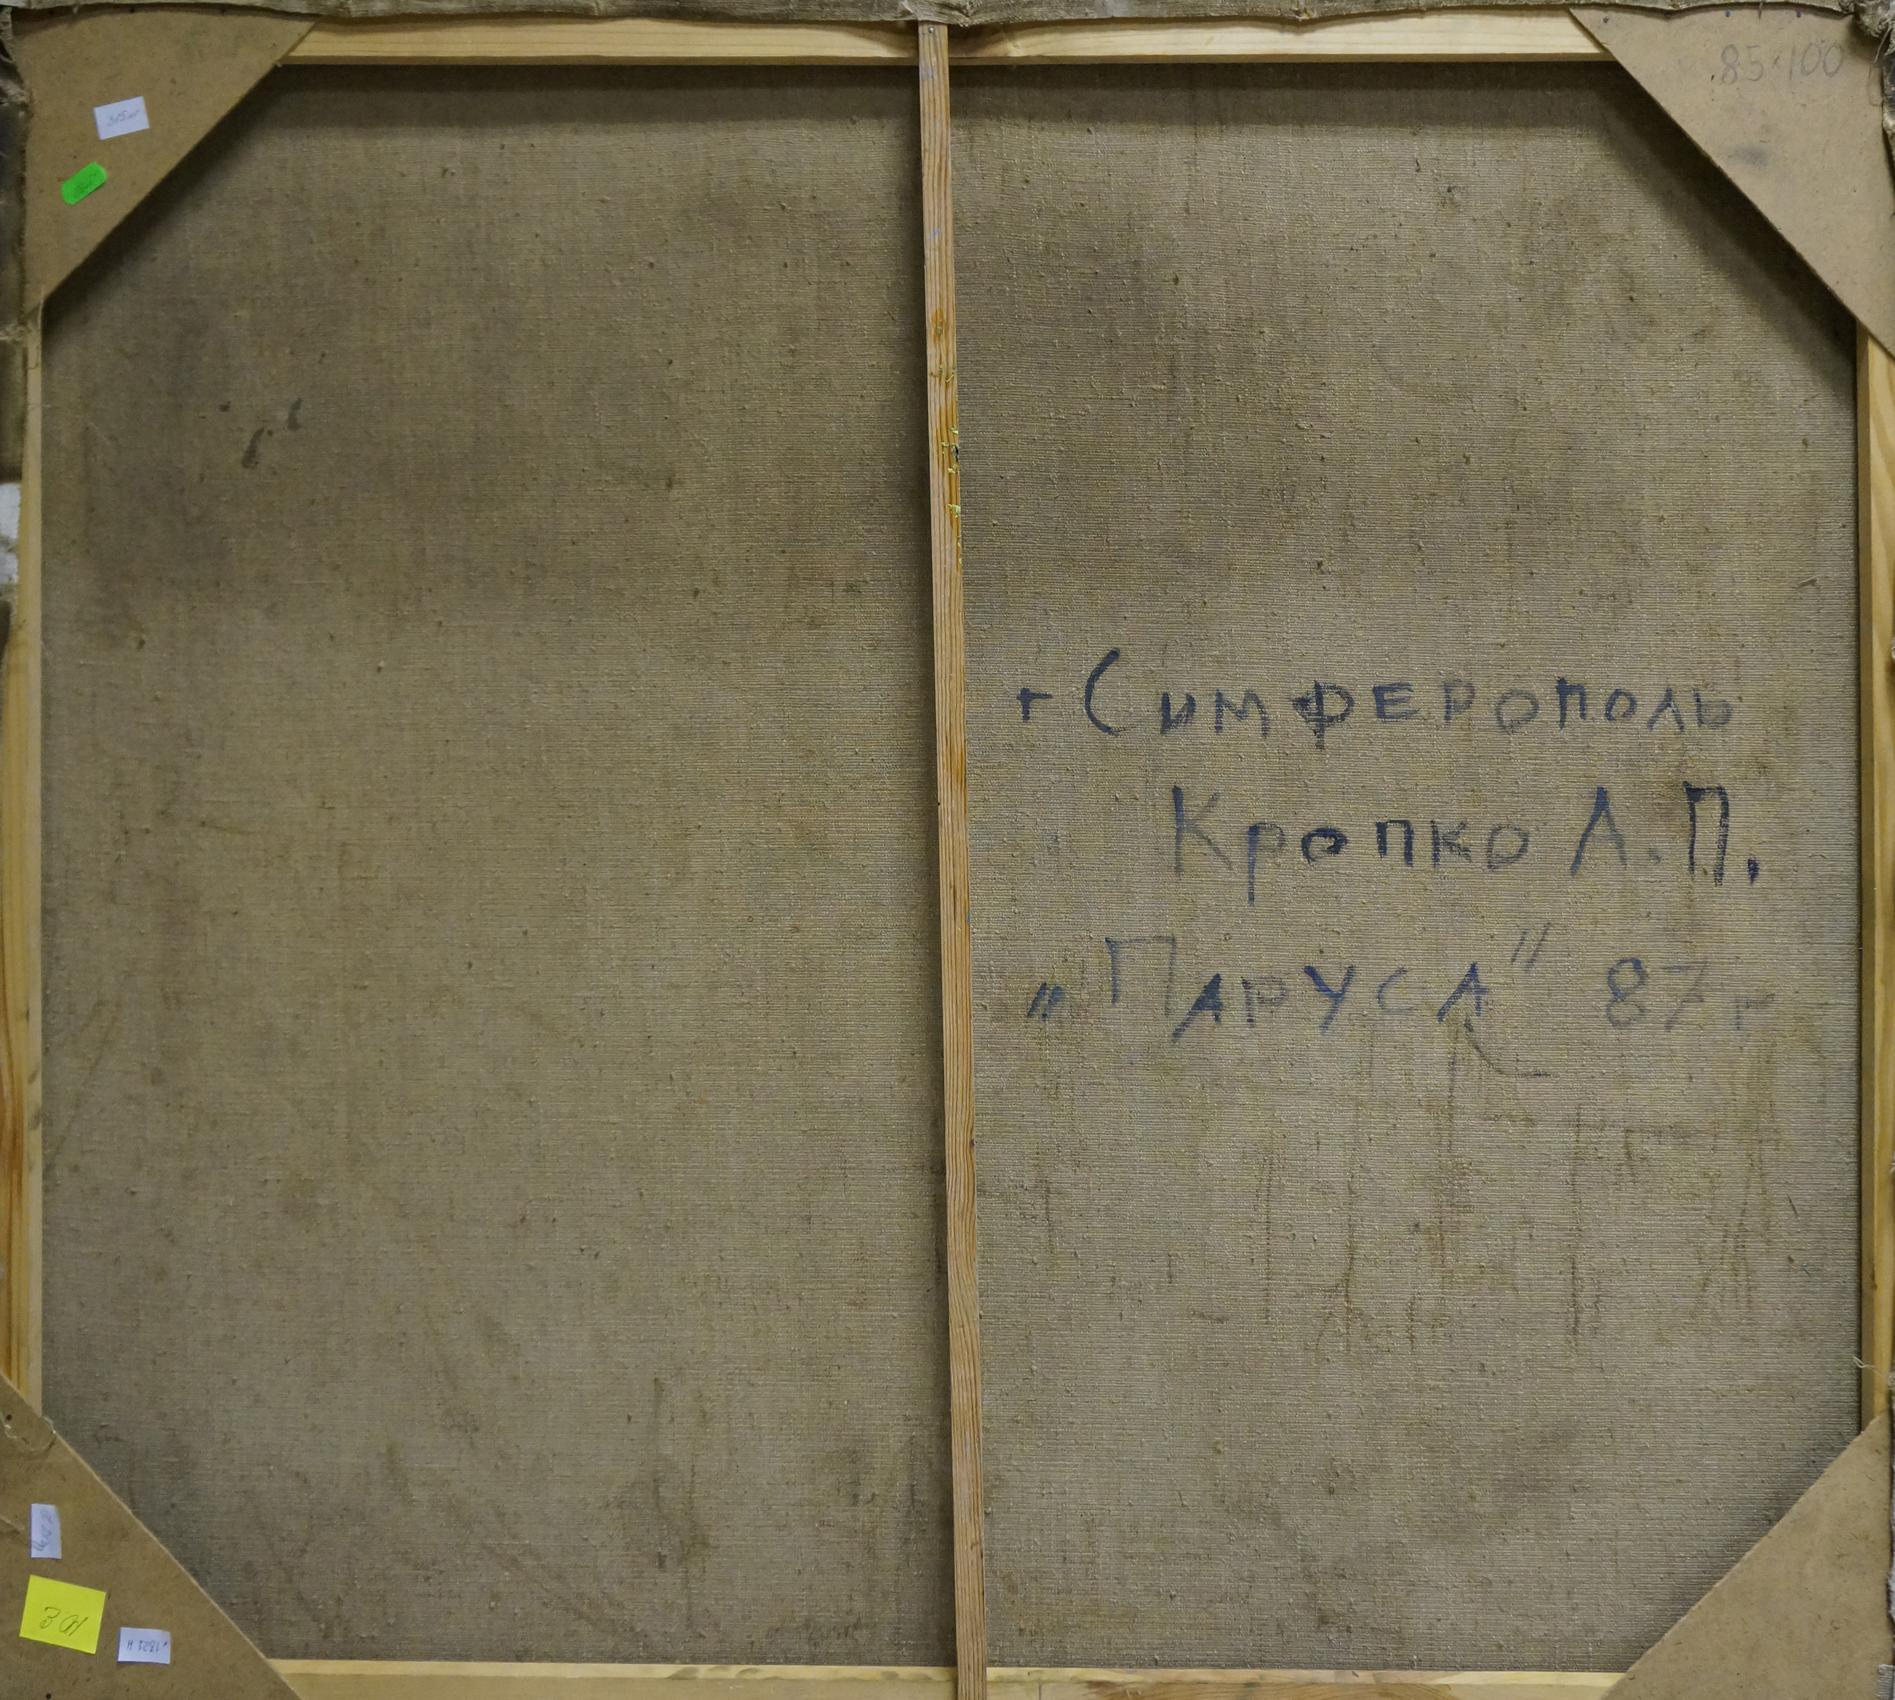 85·100
г Симферополь
Кропко А.П.
„Паруса" 87 г